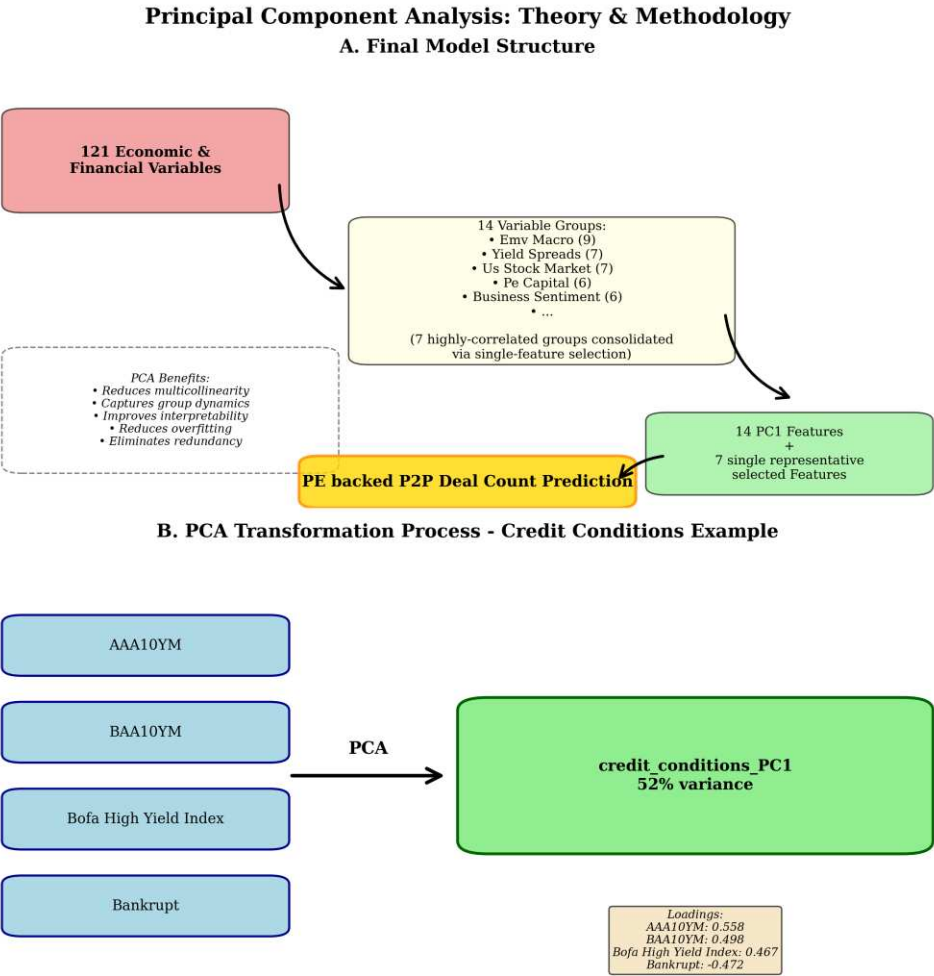 Principal Component Analysis: Theory & Methodology
A. Final Model Structure
121 Economic &
Financial Variables
14 Variable Groups:
• Emv Macro (9)
• Yield Spreads (7)
• Us Stock Market (7)
• Pe Capital (6)
• Business Sentiment (6)
• ...
(7 highly-correlated groups consolidated
via single-feature selection)
PCA Benefits:
• Reduces multicollinearity
• Captures group dynamics
• Improves interpretability
• Reduces overfitting
• Eliminates redundancy
14 PC1 Features
+
7 single representative
selected Features
PE backed P2P Deal Count Prediction
B. PCA Transformation Process - Credit Conditions Example
AAA10YM
BAA10YM
Bofa High Yield Index
Bankrupt
PCA
credit_conditions_PC1
52% variance
Loadings:
AAA10YM: 0.558
BAA10YM: 0.498
Bofa High Yield Index: 0.467
Bankrupt: -0.472